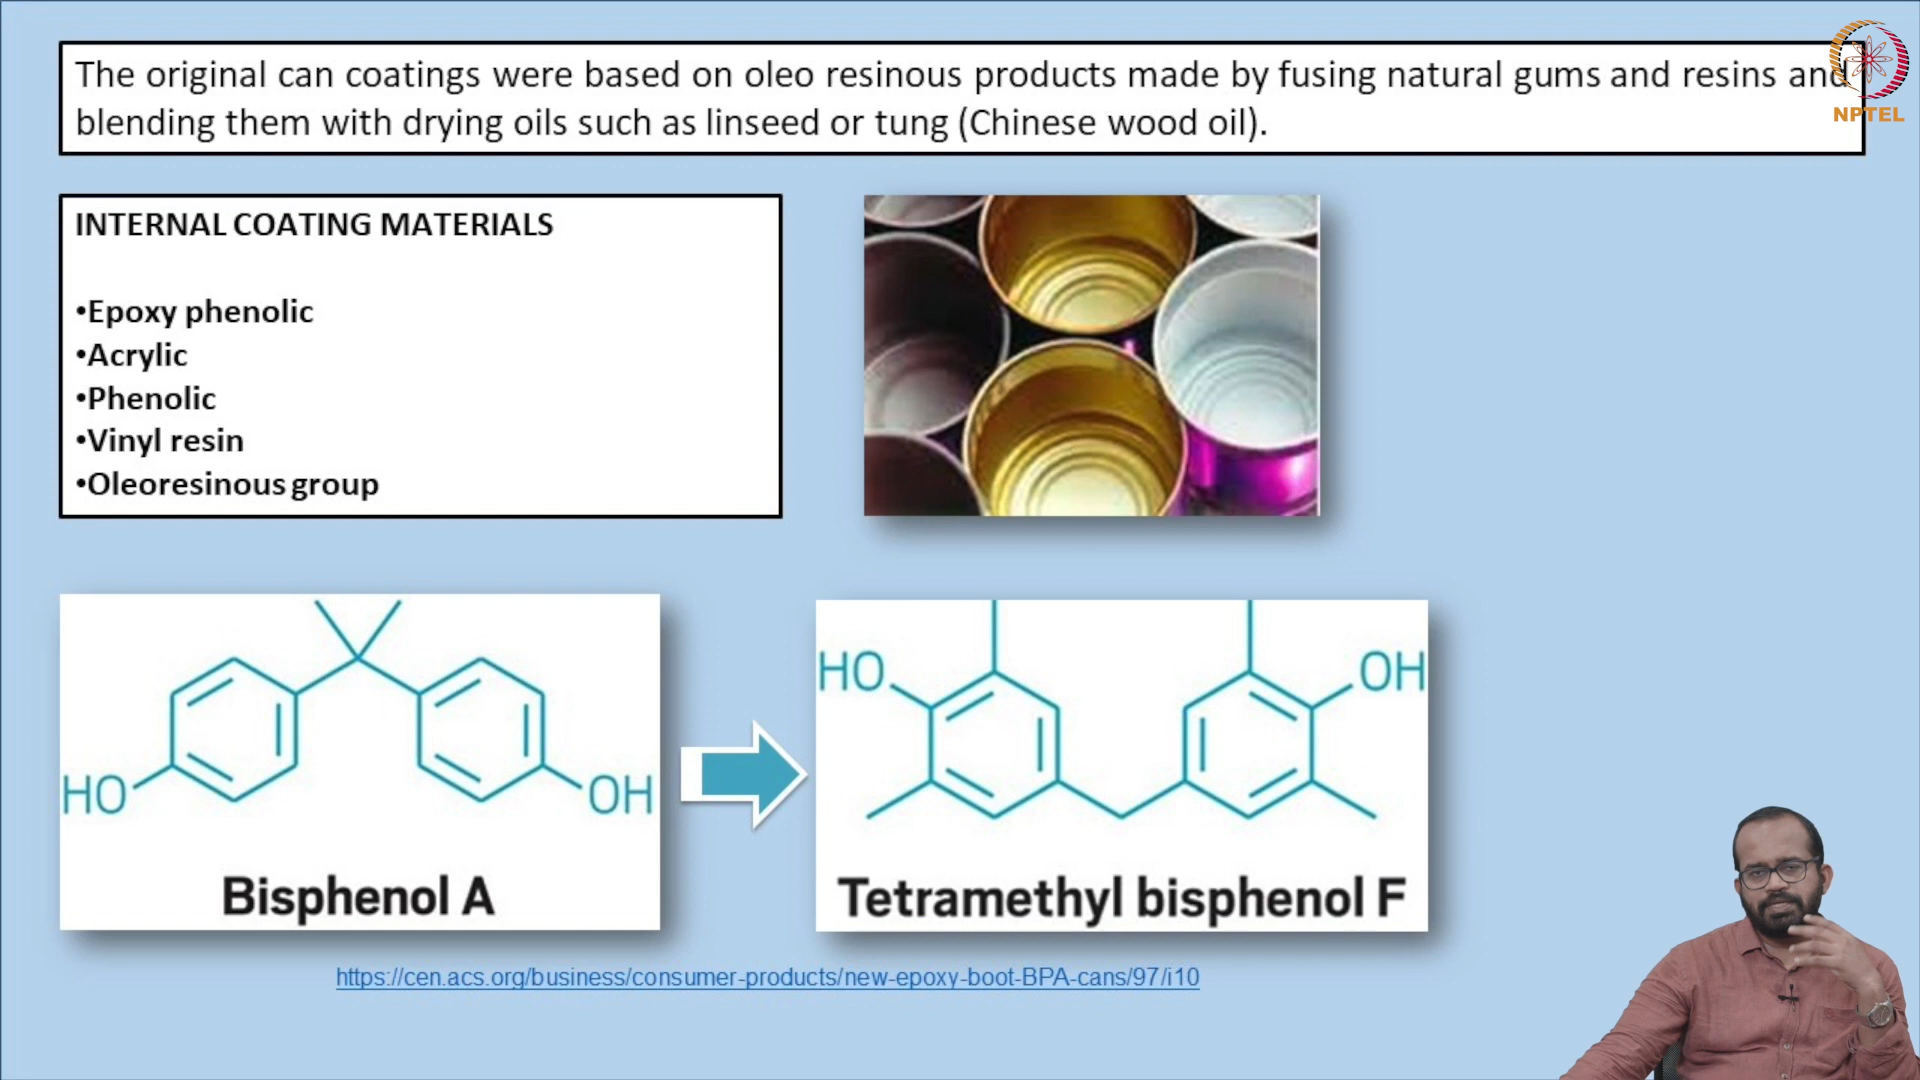 The original can coatings were based on oleo resinous products made by fusing natural gums and resins and
blending them with drying oils such as linseed or tung (Chinese wood oil).
NPTEL
INTERNAL COATING MATERIALS
•Epoxy phenolic
•Acrylic
•Phenolic
•Vinyl resin
•Oleoresinous group
HO
OH
Bisphenol A
HO
OH
Tetramethyl bisphenol F
https://cen.acs.org/business/consumer-products/new-epoxy-boot-BPA-cans/97/i10